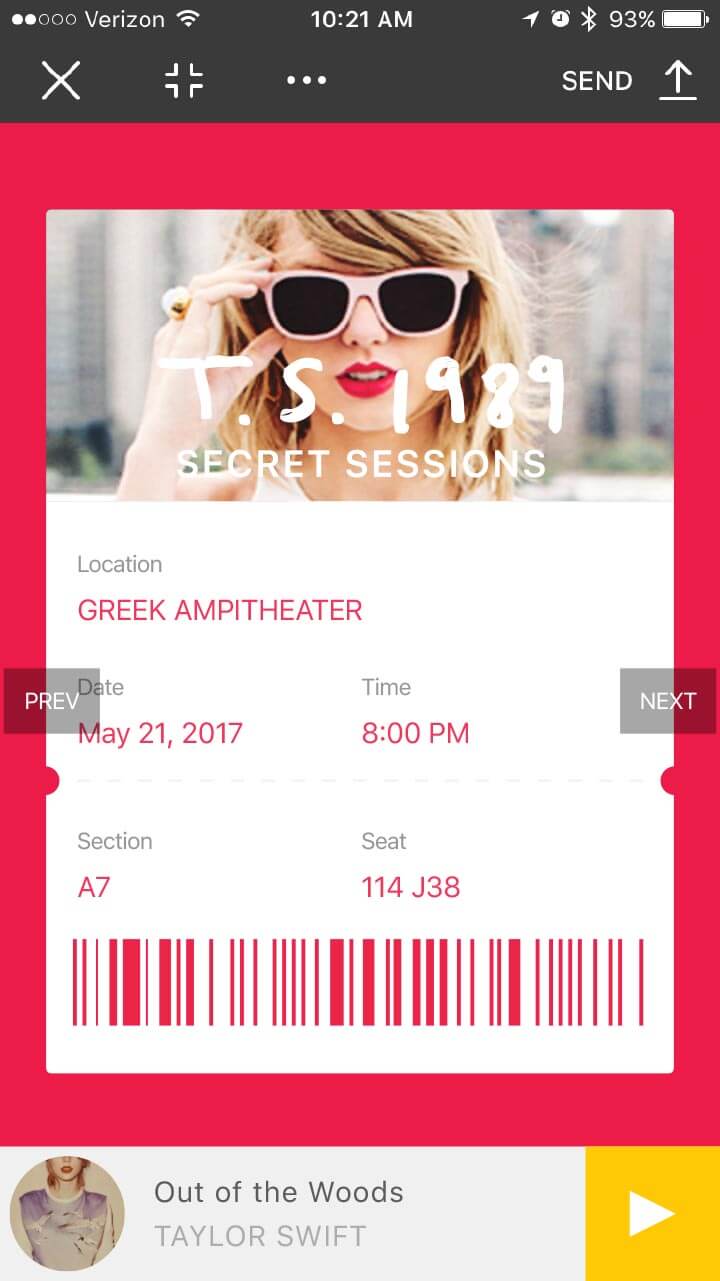 Verizon 10:21 AM 93%
SEND
T.S. 1989
SECRET SESSIONS
Location
GREEK AMPITHEATER
Date Time
PREV NEXT
May 21, 2017 8:00 PM
Section Seat
A7 114 J38
Out of the Woods
TAYLOR SWIFT